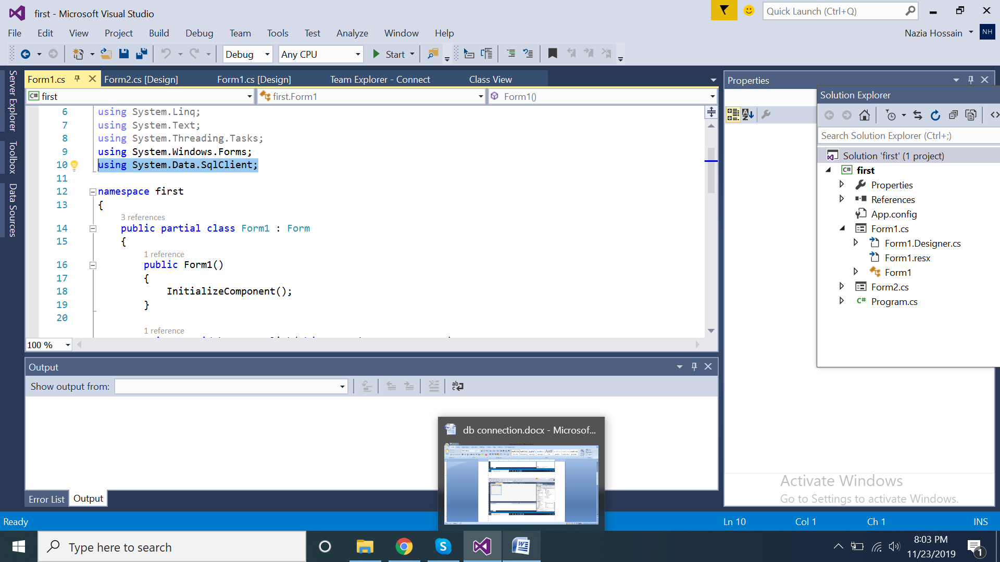 first - Microsoft Visual Studio
Quick Launch (Ctrl+Q)
File Edit View Project Build Debug Team Tools Test Analyze Window Help
Nazia Hossain NH
Debug Any CPU Start
Server Explorer
Toolbox
Data Sources
Form1.cs Form2.cs [Design] Form1.cs [Design] Team Explorer - Connect Class View
C# first first.Form1 Form1()
6 using System.Linq;
7 using System.Text;
8 using System.Threading.Tasks;
9 using System.Windows.Forms;
10 using System.Data.SqlClient;
11
12 namespace first
13 {
3 references
14 public partial class Form1 : Form
15 {
1 reference
16 public Form1()
17 {
18 InitializeComponent();
19 }
20
1 reference
100 %
Output
Show output from:
Error List Output
Properties
Solution Explorer
Search Solution Explorer (Ctrl+;)
Solution 'first' (1 project)
C# first
Properties
References
App.config
Form1.cs
Form1.Designer.cs
Form1.resx
Form1
Form2.cs
C# Program.cs
db connection.docx - Microsof...
Activate Windows
Go to Settings to activate Windows.
Ready Ln 10 Col 1 Ch 1 INS
Type here to search
8:03 PM
11/23/2019
1